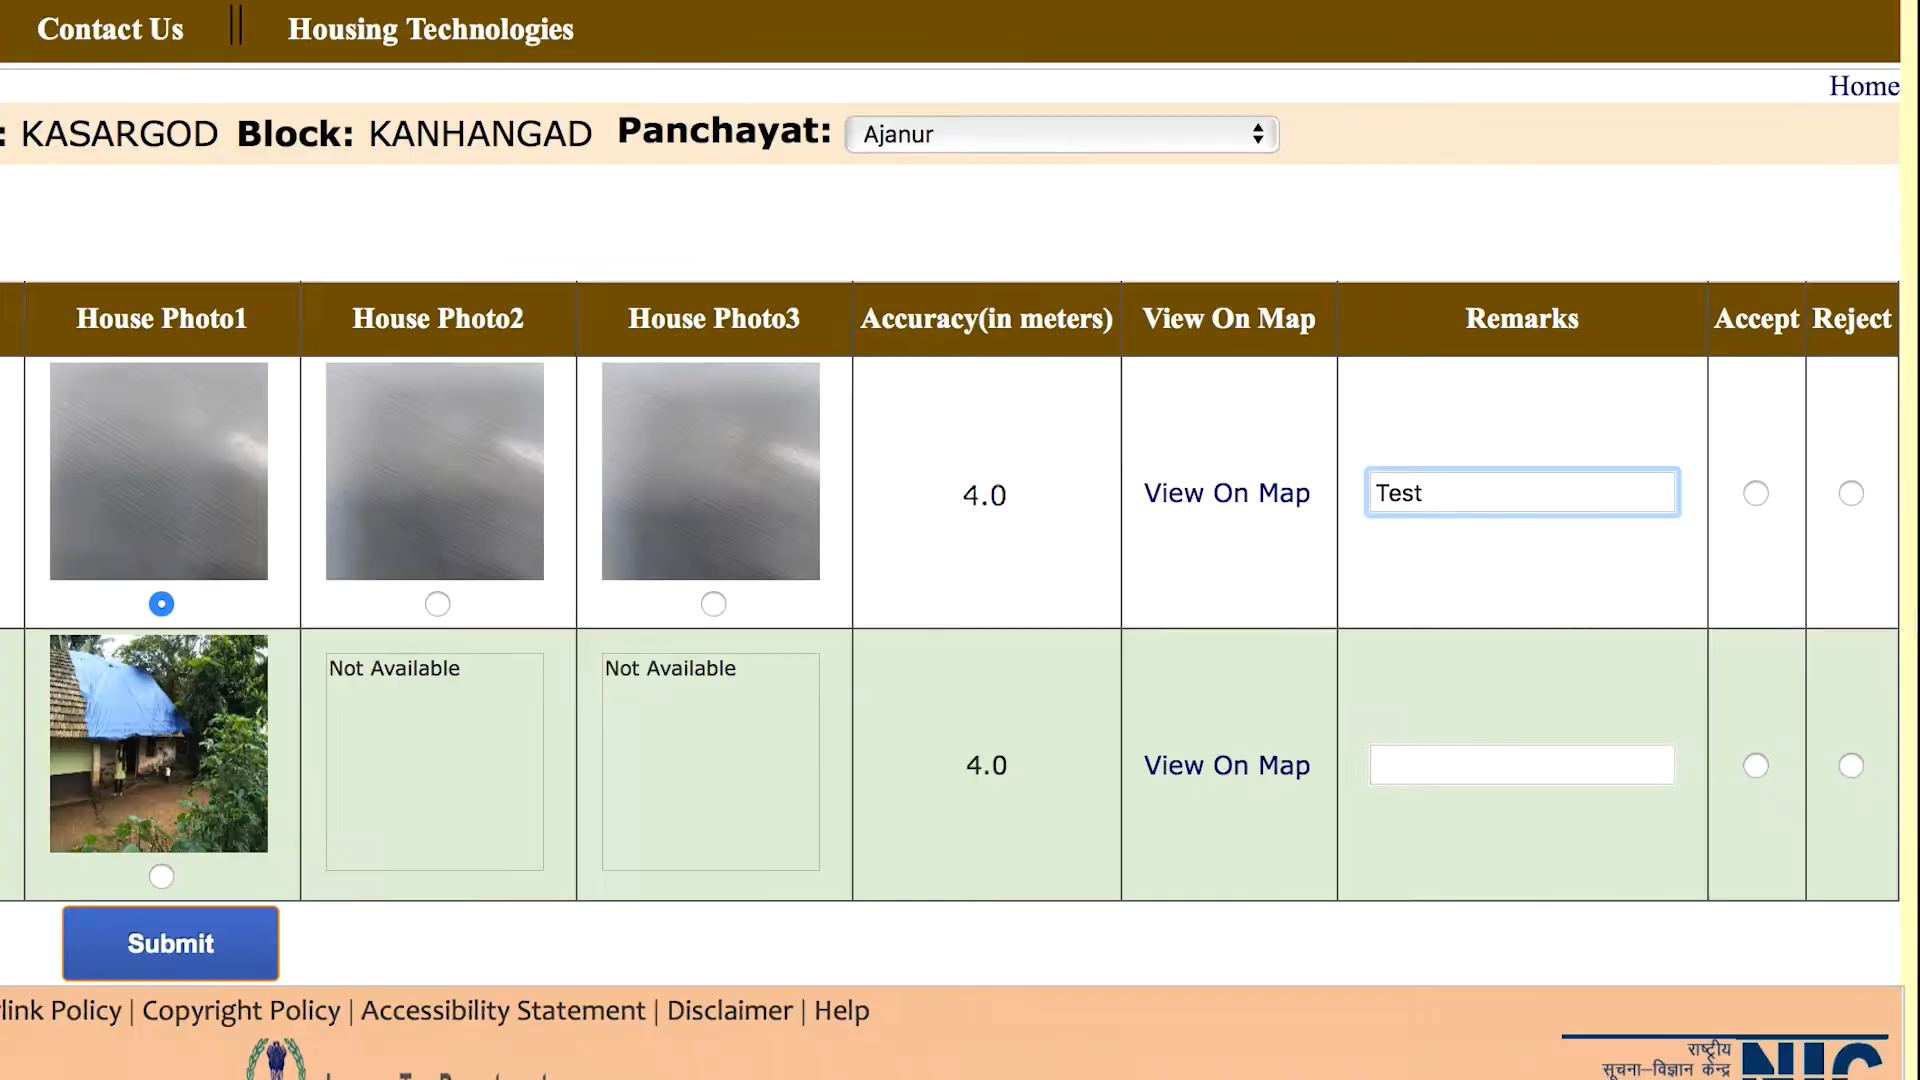 Contact Us || Housing Technologies
Home
: KASARGOD Block: KANHANGAD Panchayat: Ajanur
House Photo1 House Photo2 House Photo3 Accuracy(in meters) View On Map Remarks Accept Reject
4.0 View On Map Test
Not Available Not Available
4.0 View On Map
Submit
link Policy | Copyright Policy | Accessibility Statement | Disclaimer | Help
राष्ट्रीय
सूचना–विज्ञान केन्द्र
NIC